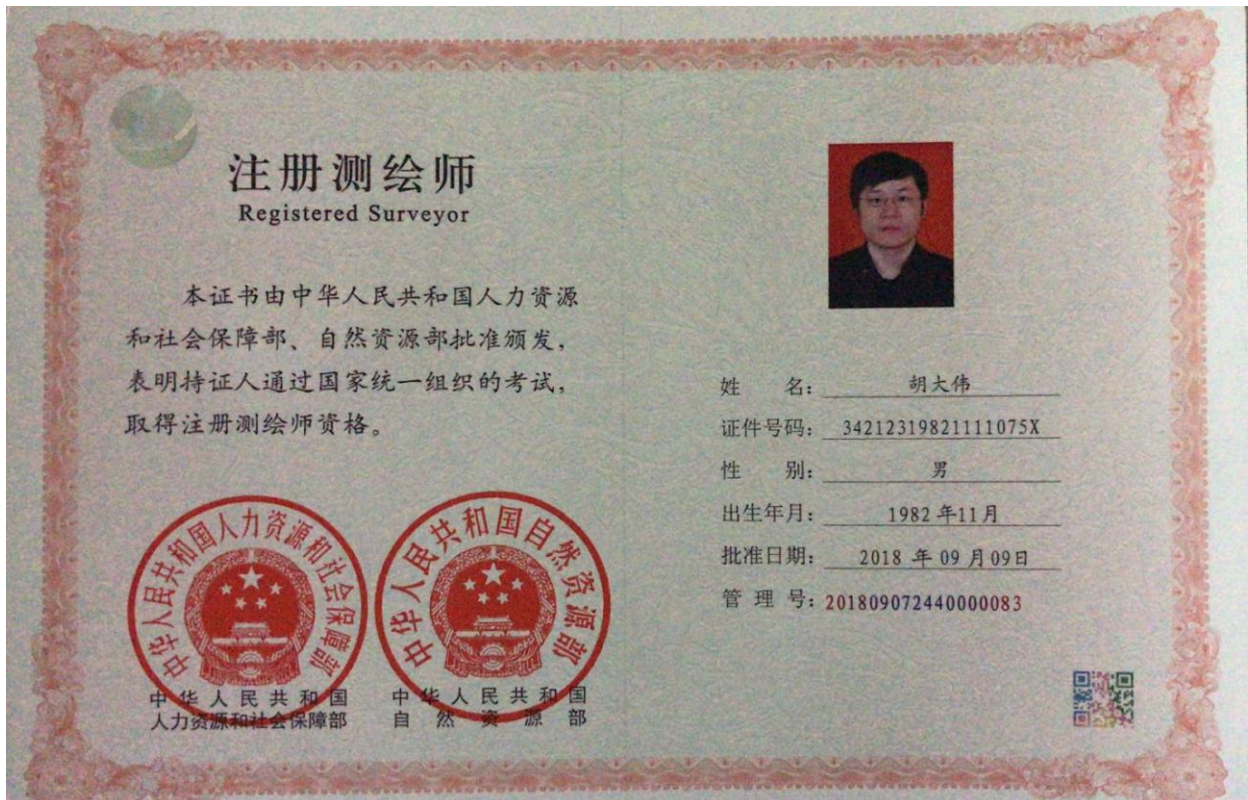 注册测绘师
Registered Surveyor
本证书由中华人民共和国人力资源
和社会保障部、自然资源部批准颁发，
表明持证人通过国家统一组织的考试，
取得注册测绘师资格。
中华人民共和国人力资源和社会保障部
中华人民共和国
人力资源和社会保障部
中华人民共和国自然资源部
中华人民共和国
自然资源部
姓 名：胡大伟
证件号码：34212319821111075X
性 别：男
出生年月：1982年11月
批准日期：2018年09月09日
管理号：201809072440000083